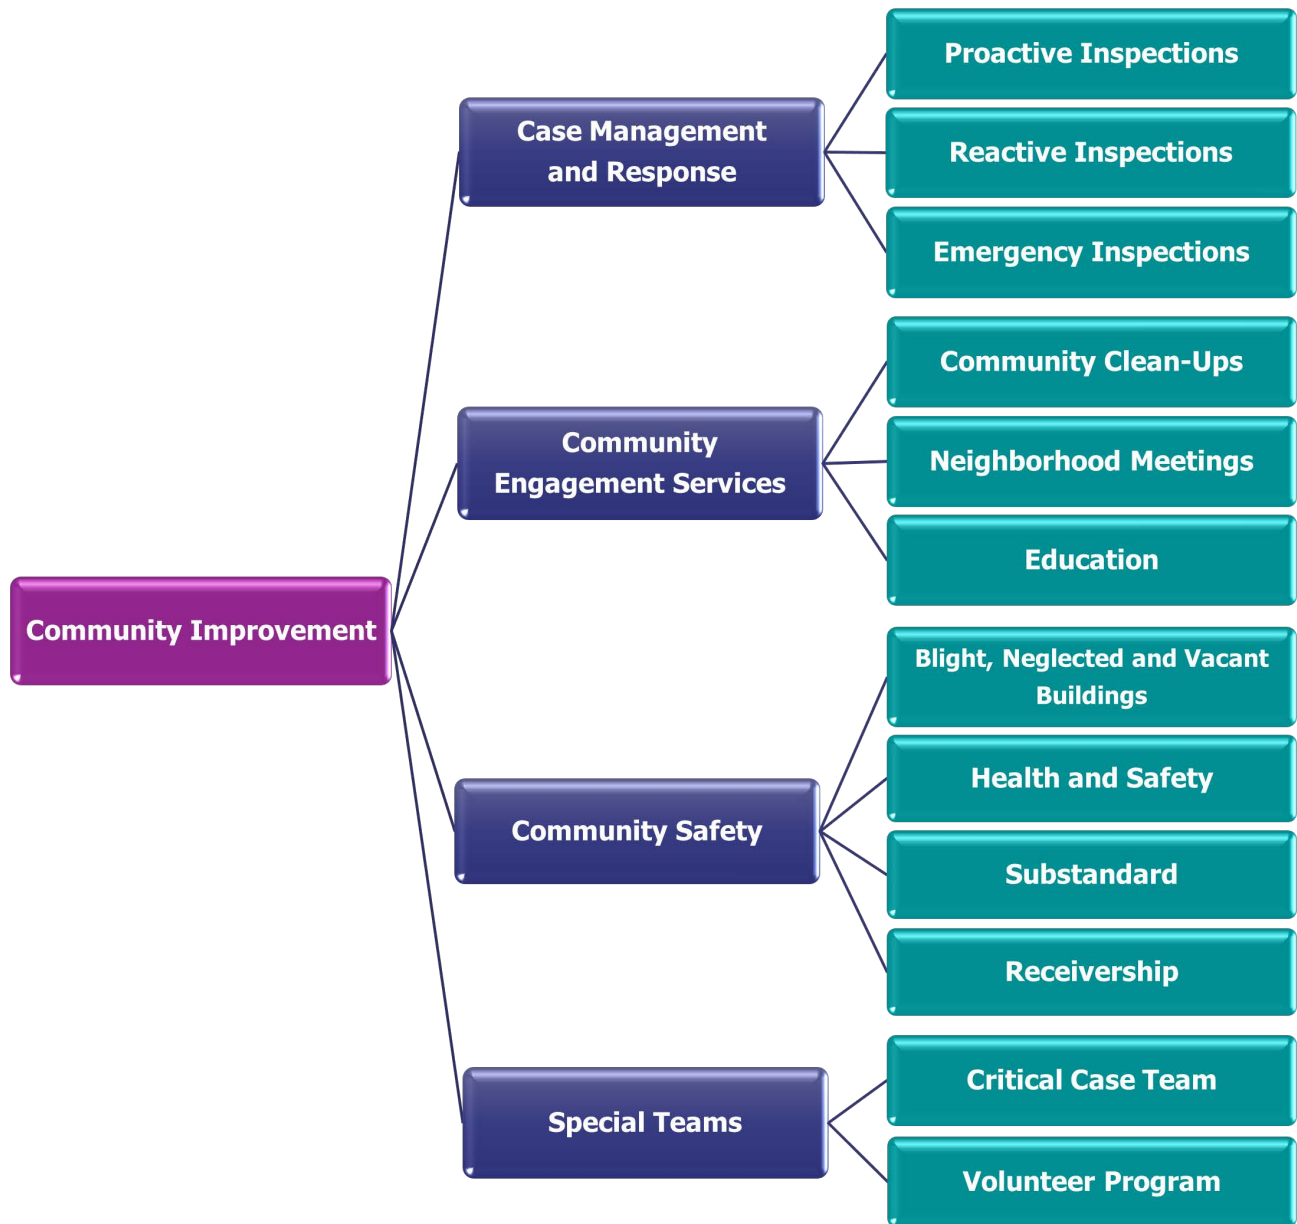 Community Improvement
Case Management
and Response
Proactive Inspections
Reactive Inspections
Emergency Inspections
Community
Engagement Services
Community Clean-Ups
Neighborhood Meetings
Education
Community Safety
Blight, Neglected and Vacant
Buildings
Health and Safety
Substandard
Receivership
Special Teams
Critical Case Team
Volunteer Program